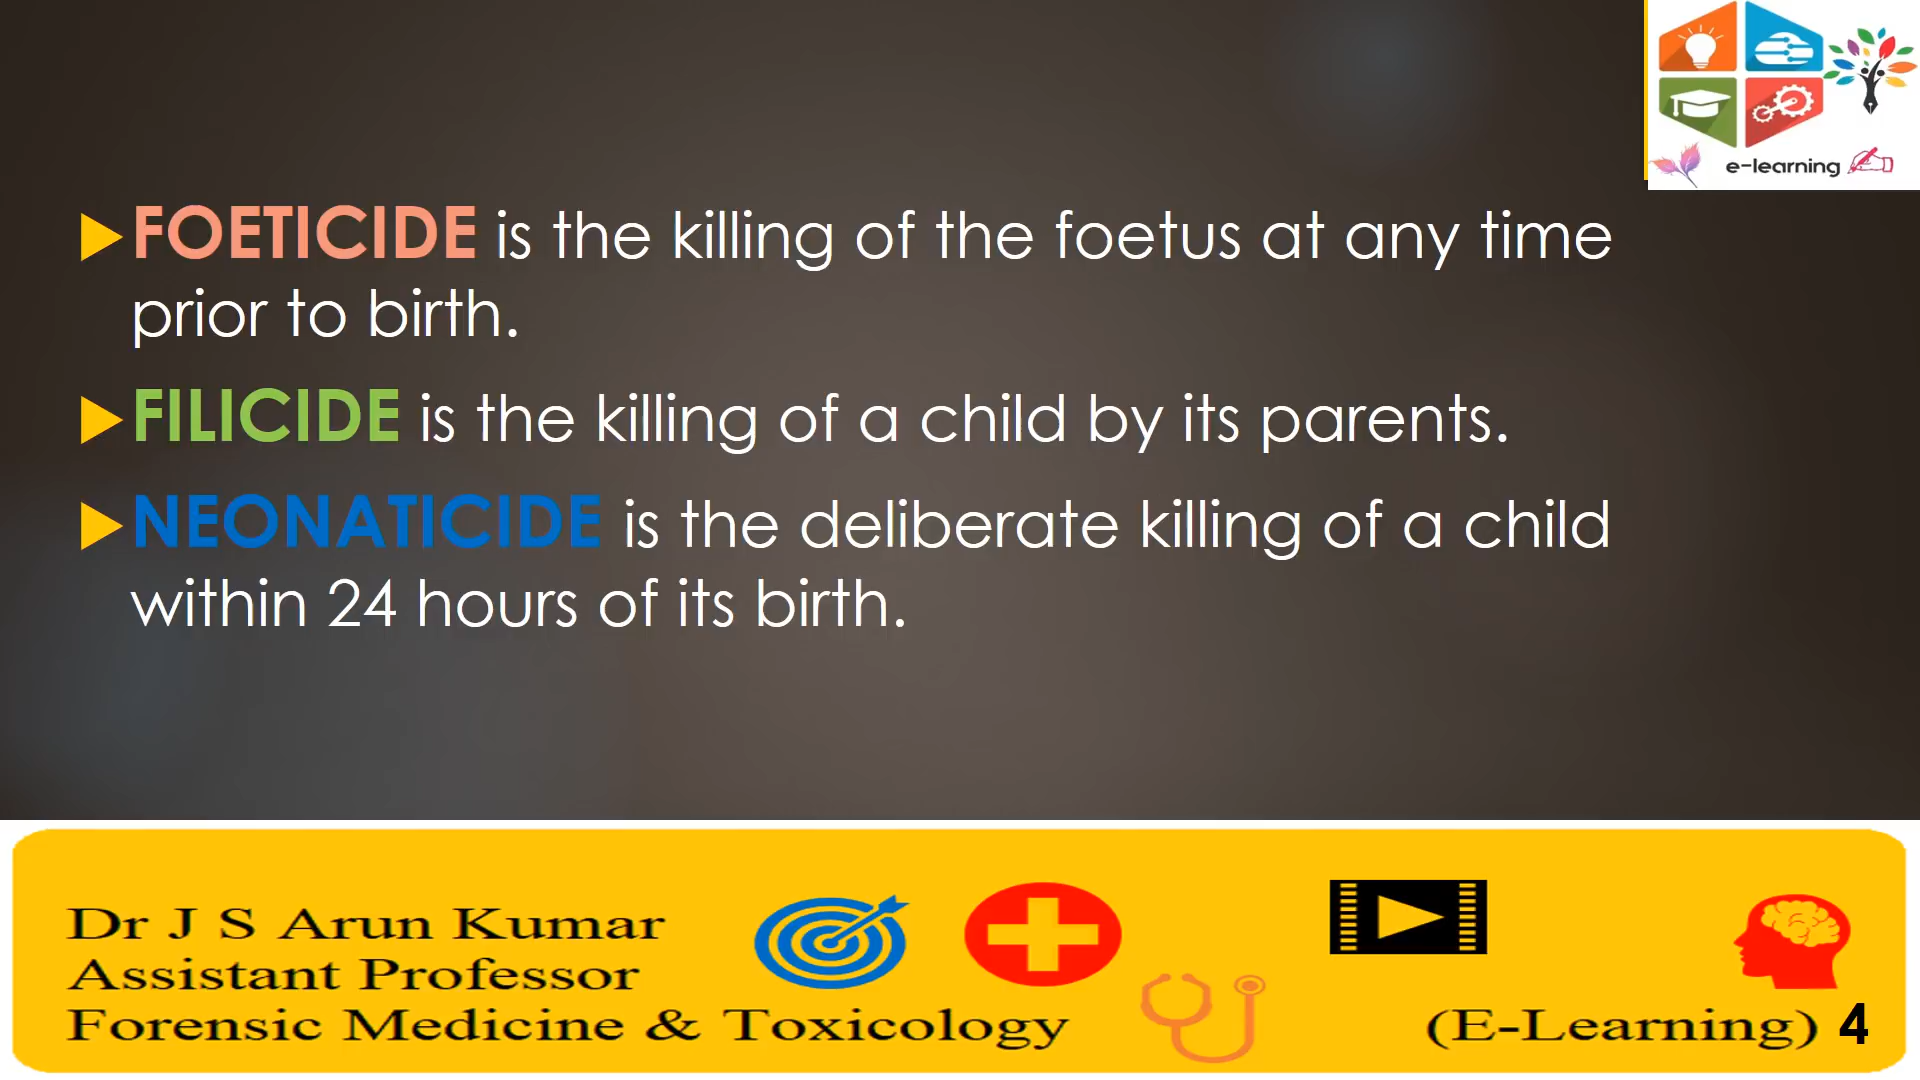 e-learning
FOETICIDE is the killing of the foetus at any time
prior to birth.
FILICIDE is the killing of a child by its parents.
NEONATICIDE is the deliberate killing of a child
within 24 hours of its birth.
Dr J S Arun Kumar
Assistant Professor
Forensic Medicine & Toxicology
(E-Learning) 4